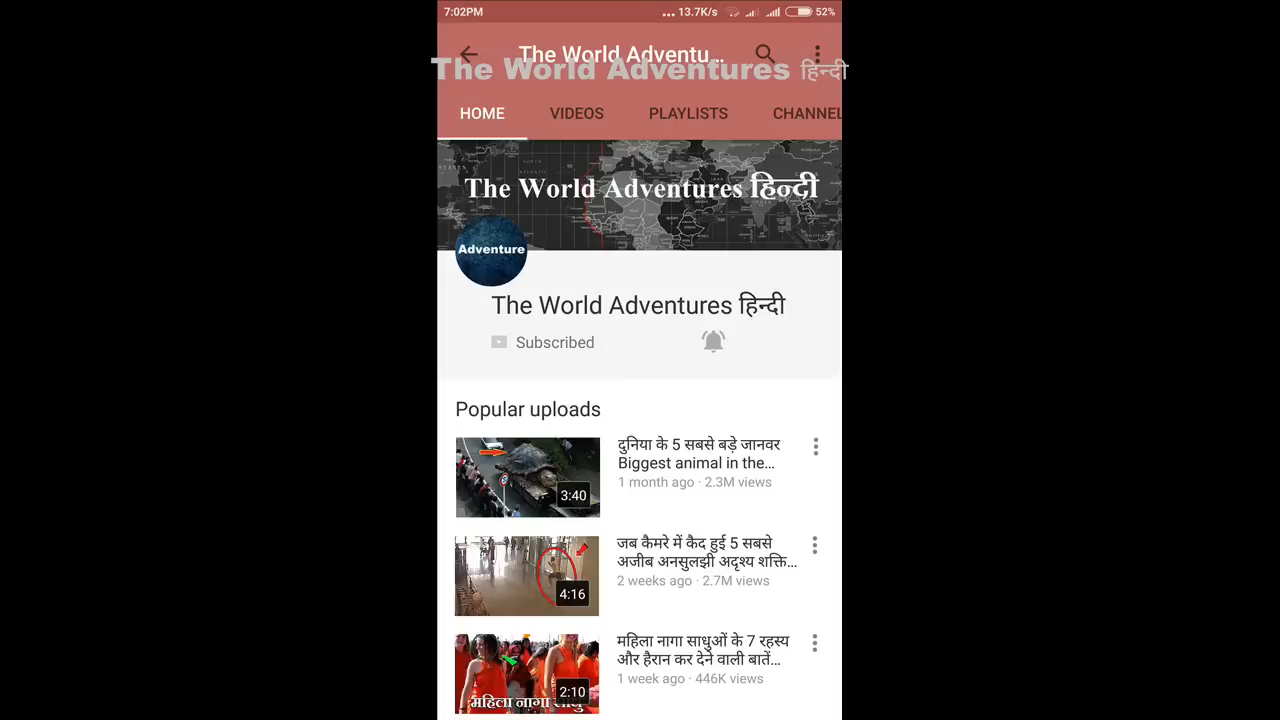 7:02PM
... 13.7K/s 52%
The World Adventu...
The World Adventures हिन्दी
HOME VIDEOS PLAYLISTS CHANNEL
The World Adventures हिन्दी
Adventure
The World Adventures हिन्दी
Subscribed
Popular uploads
दुनिया के 5 सबसे बड़े जानवर
Biggest animal in the...
1 month ago · 2.3M views
3:40
जब कैमरे में कैद हुई 5 सबसे
अजीब अनसुलझी अदृश्य शक्ति...
2 weeks ago · 2.7M views
4:16
महिला नागा साधुओं के 7 रहस्य
और हैरान कर देने वाली बातें...
1 week ago · 446K views
2:10
महिला नागा साधु